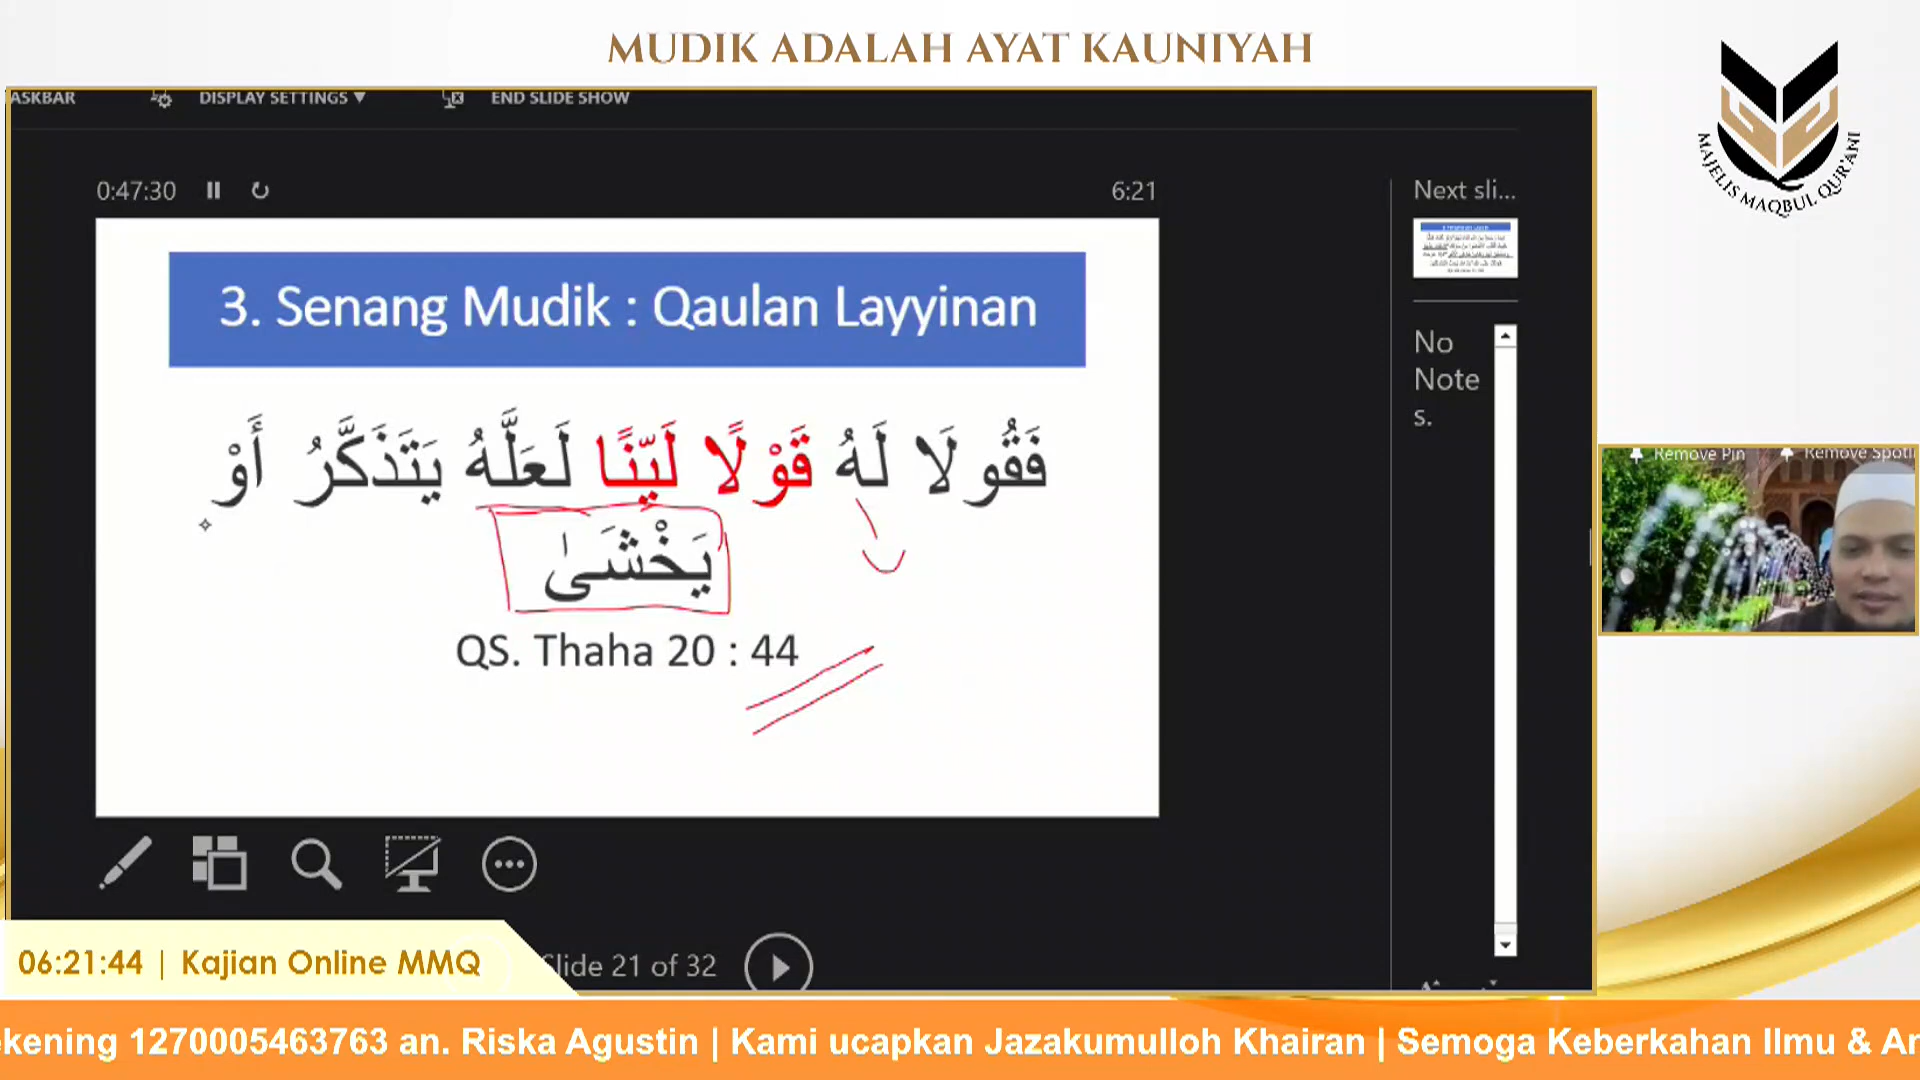 MUDIK ADALAH AYAT KAUNIYAH
MAJELIS MAQBUL QUR'ANI
ASKBAR DISPLAY SETTINGS ▼ END SLIDE SHOW
0:47:30 6:21
Next sli...
3. Senang Mudik : Qaulan Layyinan
فَقُولَا لَهُ قَوْلًا لَيِّنًا لَعَلَّهُ يَتَذَكَّرُ أَوْ
يَخْشَىٰ
QS. Thaha 20 : 44
No
Note
s.
Remove Pin Remove Spotl
Slide 21 of 32
06:21:44 | Kajian Online MMQ
ekening 1270005463763 an. Riska Agustin | Kami ucapkan Jazakumulloh Khairan | Semoga Keberkahan Ilmu & Ar